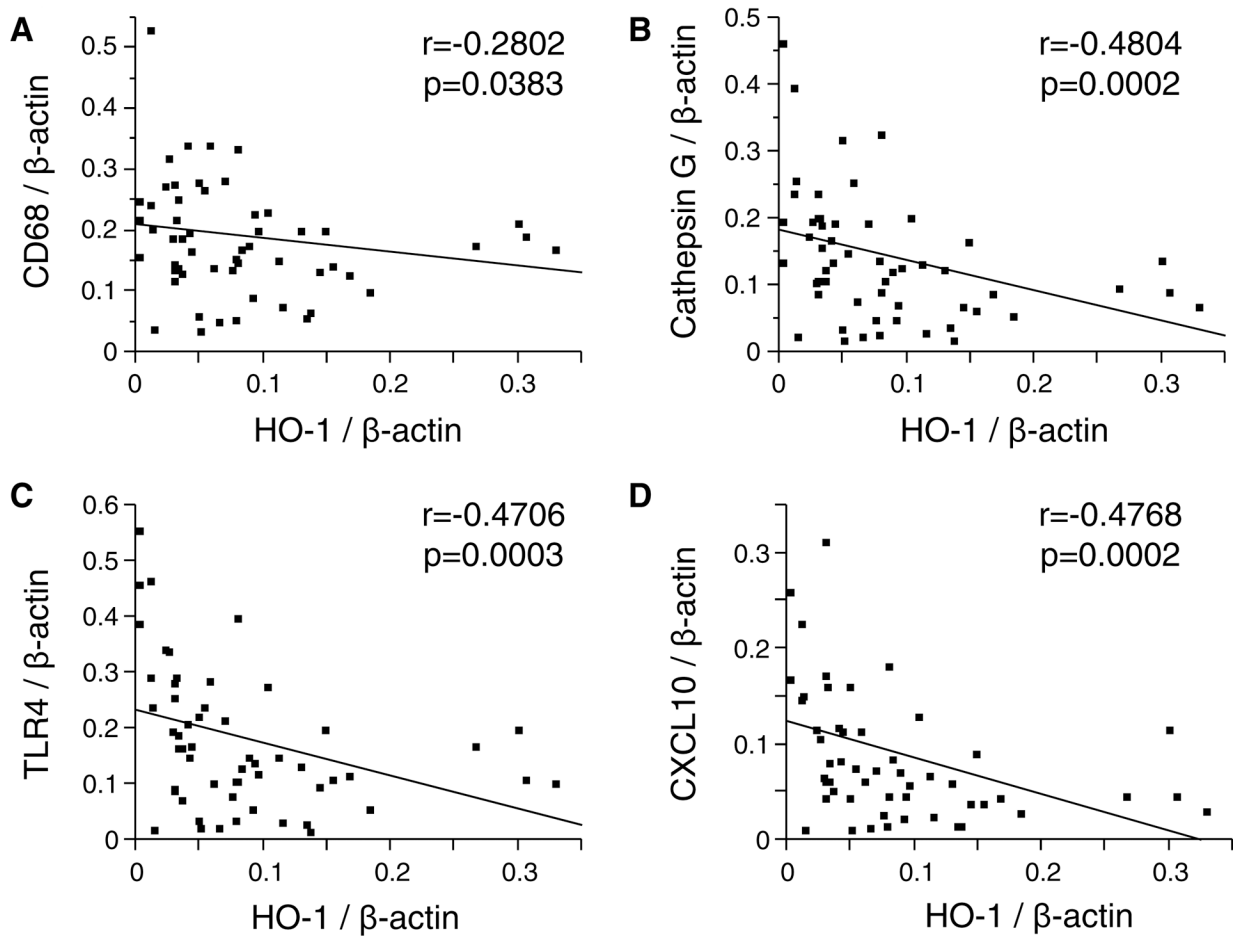 A
r=-0.2802
p=0.0383
CD68 / β-actin
0.5
0.4
0.3
0.2
0.1
0
0 0.1 0.2 0.3
HO-1 / β-actin
B
r=-0.4804
p=0.0002
Cathepsin G / β-actin
0.5
0.4
0.3
0.2
0.1
0
0 0.1 0.2 0.3
HO-1 / β-actin
C
r=-0.4706
p=0.0003
TLR4 / β-actin
0.6
0.5
0.4
0.3
0.2
0.1
0
0 0.1 0.2 0.3
HO-1 / β-actin
D
r=-0.4768
p=0.0002
CXCL10 / β-actin
0.3
0.2
0.1
0
0 0.1 0.2 0.3
HO-1 / β-actin